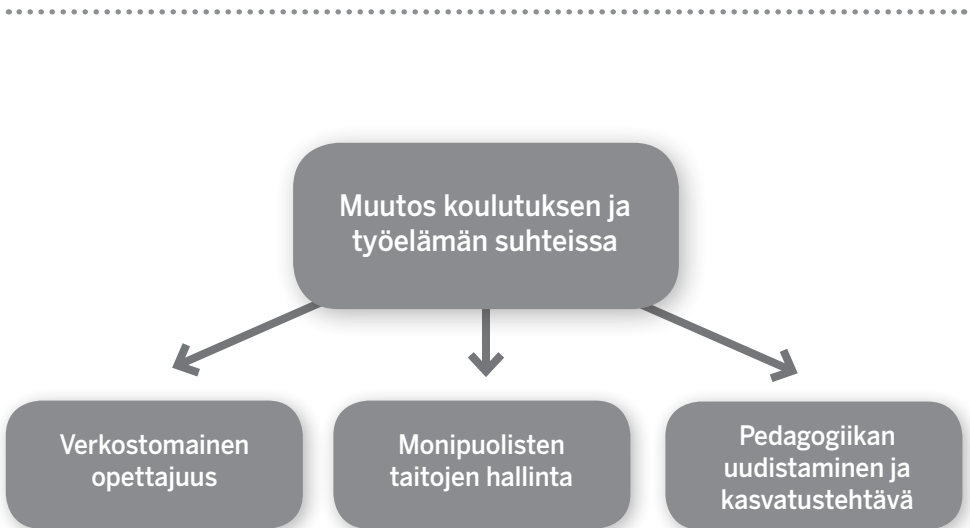 Muutos koulutuksen ja
työelämän suhteissa
Verkostomainen
opettajuus
Monipuolisten
taitojen hallinta
Pedagogiikan
uudistaminen ja
kasvatustehtävä